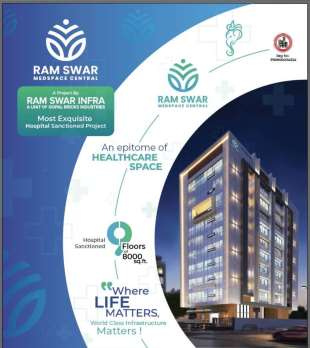 RAM SWAR
MEDSPACE CENTRAL
A Project By
RAM SWAR INFRA
A UNIT OF GOPAL BRICKS INDUSTRIES
Most Exquisite
Hospital Sanctioned Project
RAM SWAR
MEDSPACE CENTRAL
An epitome of
HEALTHCARE
SPACE
Hospital
Sanctioned
9 Floors
of
8000
sq.ft.
"Where
LIFE
MATTERS,
World Class Infrastructure
Matters !